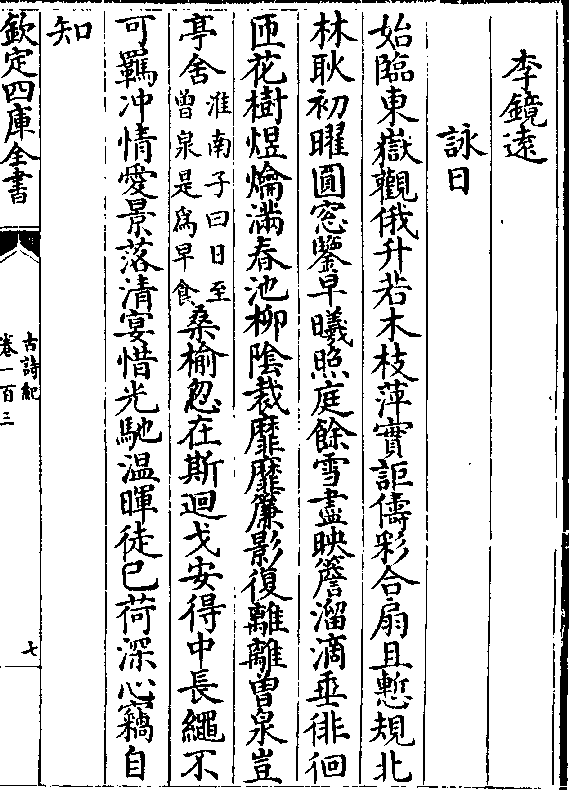 李鏡遠
詠日
始臨東嶽觀俄升若木枝萍實詎儔彩合扇且慙規北
林耿初曜圓窓鑒早曦照庭餘雪盡映簷溜滴垂徘徊
匝花樹煜爚滿春池柳陰裁靡靡簾影復離離曽泉豈
亭舍淮南子曰日至曽泉是爲早食桑榆忽在斯迴戈安得中長繩不
可羈冲情愛景落清宴惜光馳温暉徒已荷深心竊自
知
欽定四庫全書
古詩紀
卷一百三
七